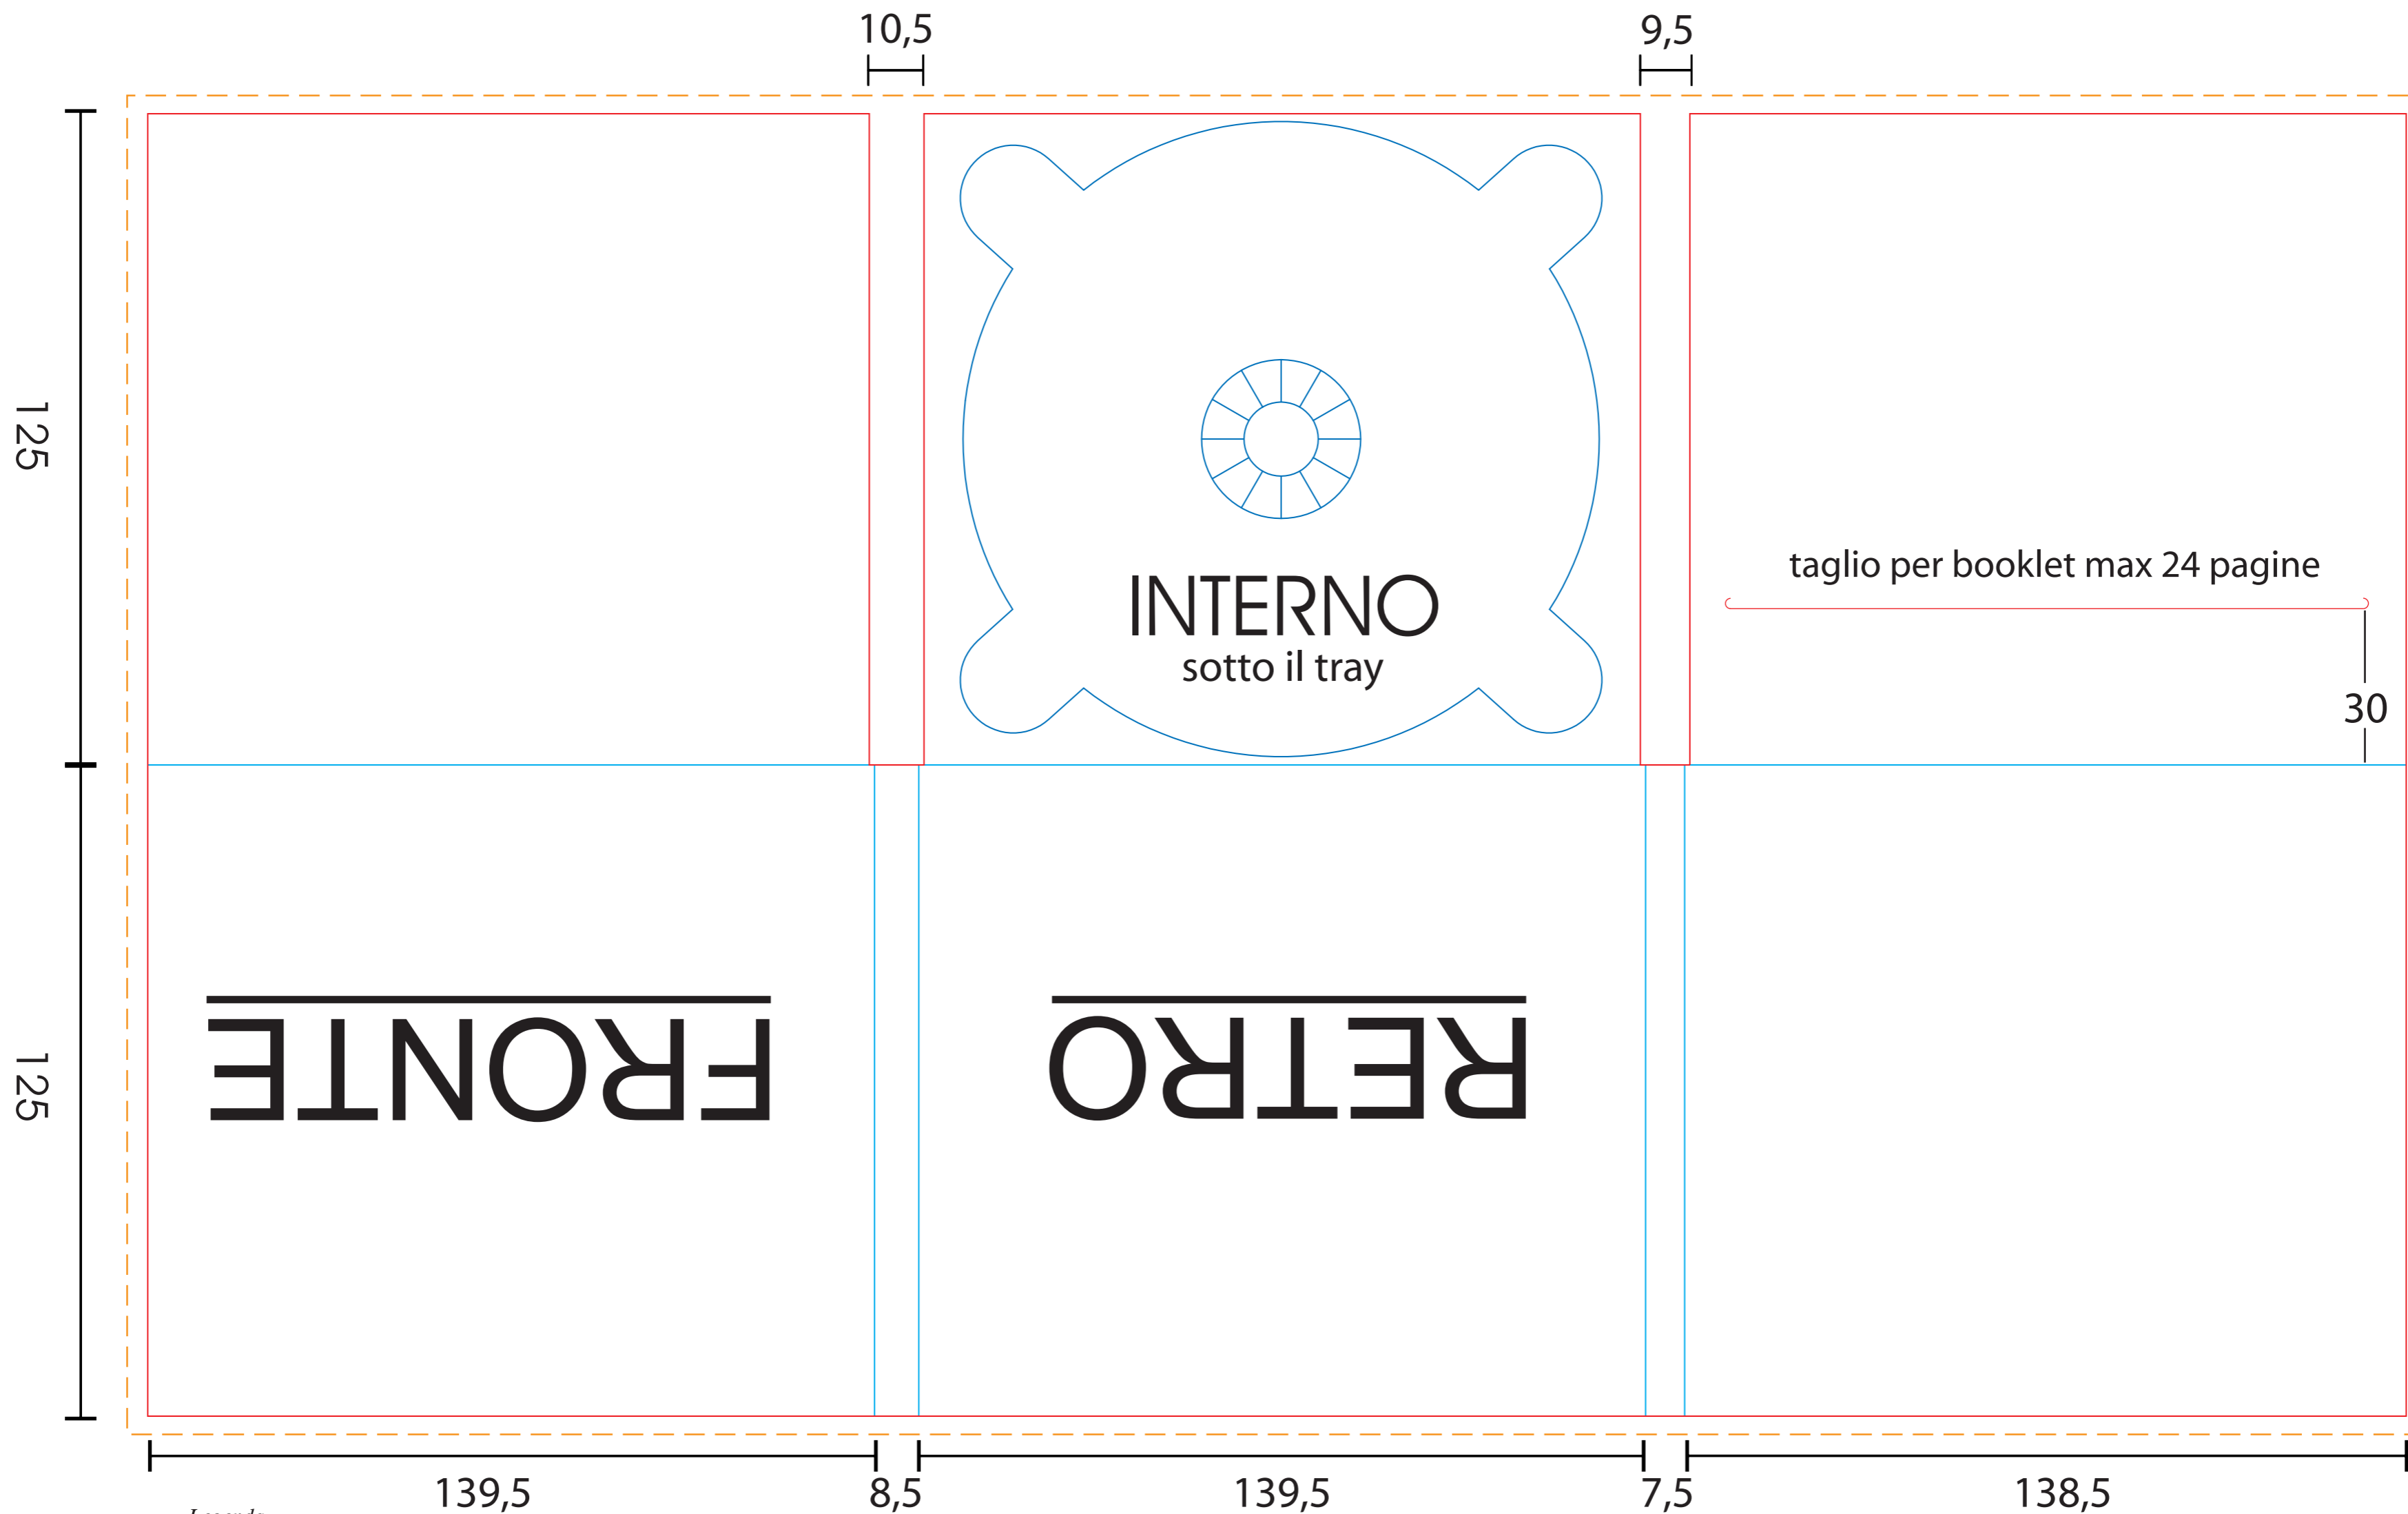 10,5
9,5
125
taglio per booklet max 24 pagine
INTERNO
sotto il tray
30
FRONTE
RETRO
125
139,5
8,5
139,5
7,5
138,5